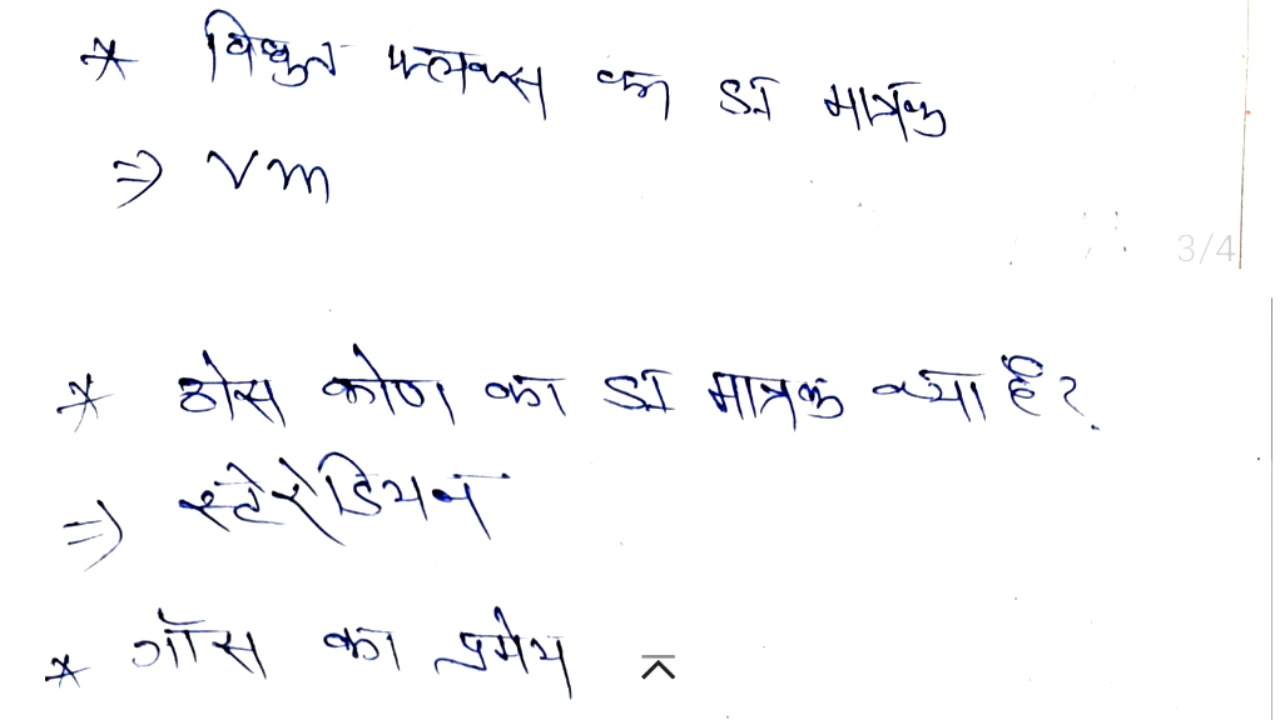 * विद्युत फ्लक्स का SI मात्रक
⇒ Vm
3/4
* ठोस कोण का SI मात्रक क्या है?
⇒ स्टेरेडियन
* गॉस का प्रमेय